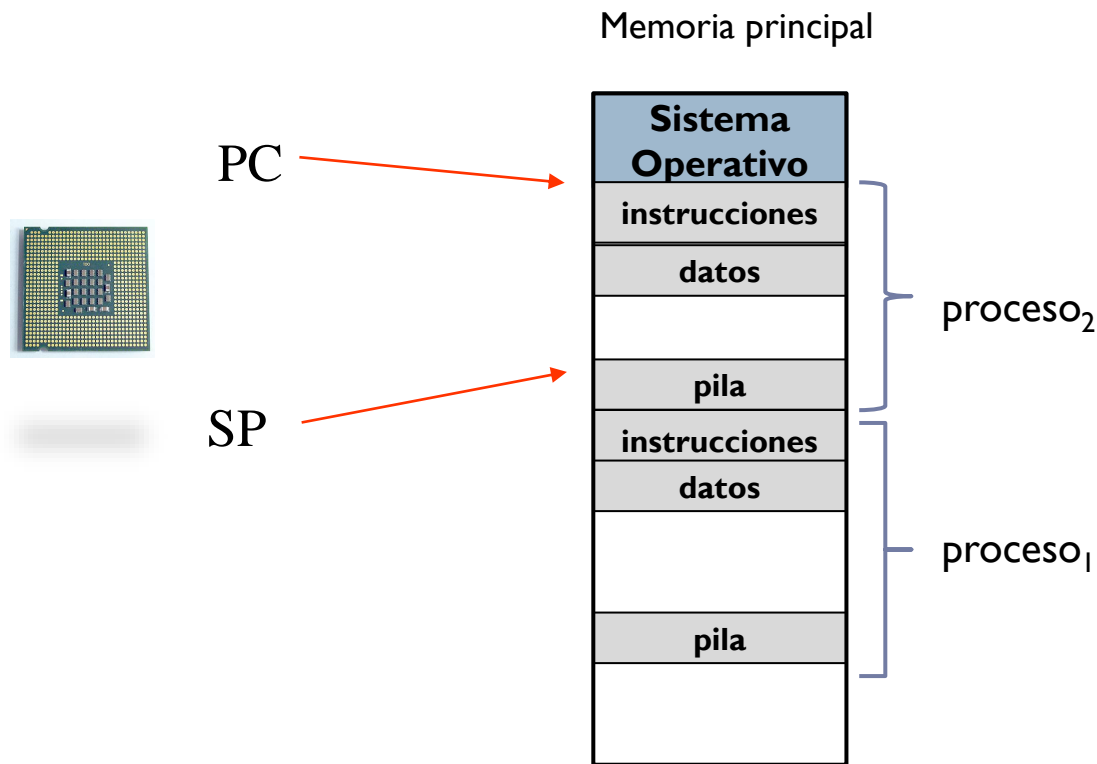 Memoria principal
Sistema
Operativo
PC
instrucciones
datos
proceso₂
pila
SP
instrucciones
datos
proceso₁
pila